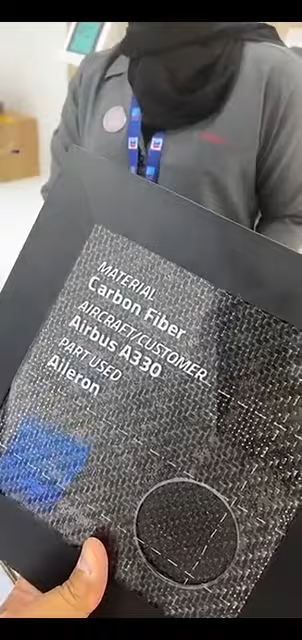 MATERIAL
Carbon Fiber
AIRCRAFT/CUSTOMER
Airbus A330
PART USED
Aileron